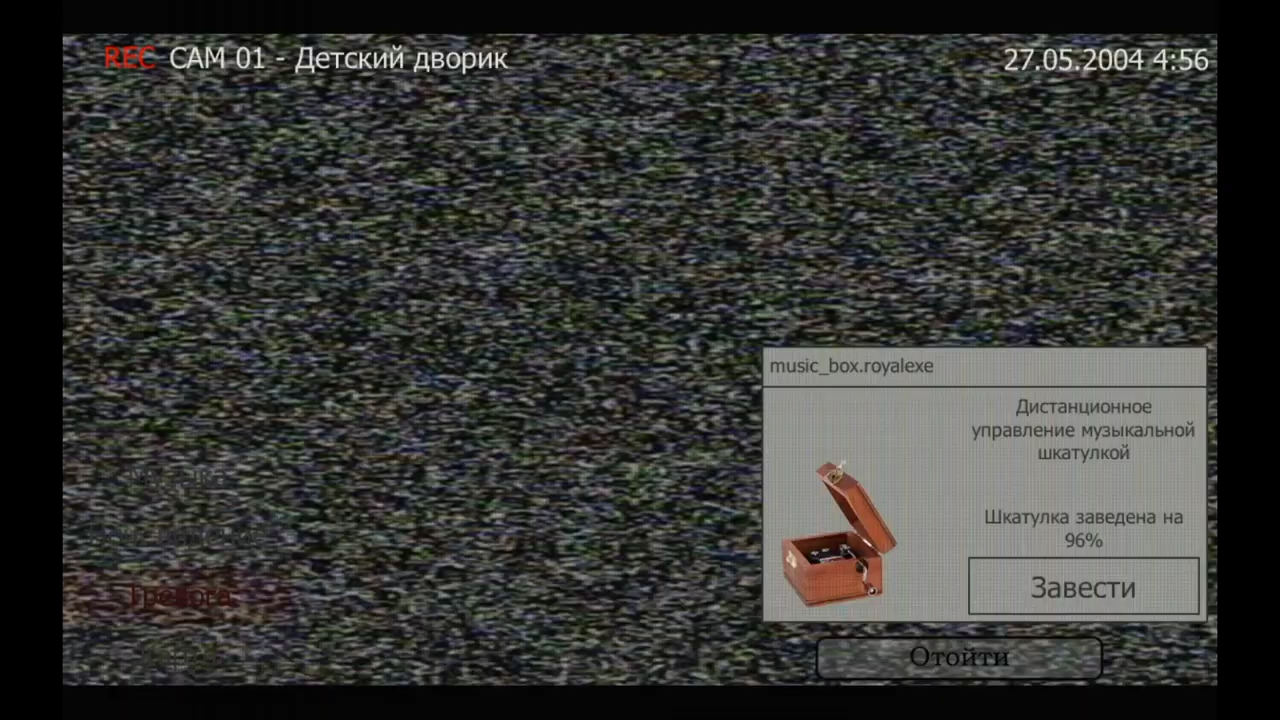 REC CAM 01 - Детский дворик
27.05.2004 4:56
music_box.royalexe
Дистанционное
управление музыкальной
шкатулкой
Шкатулка заведена на
96%
Завести
Тревога
Отойти